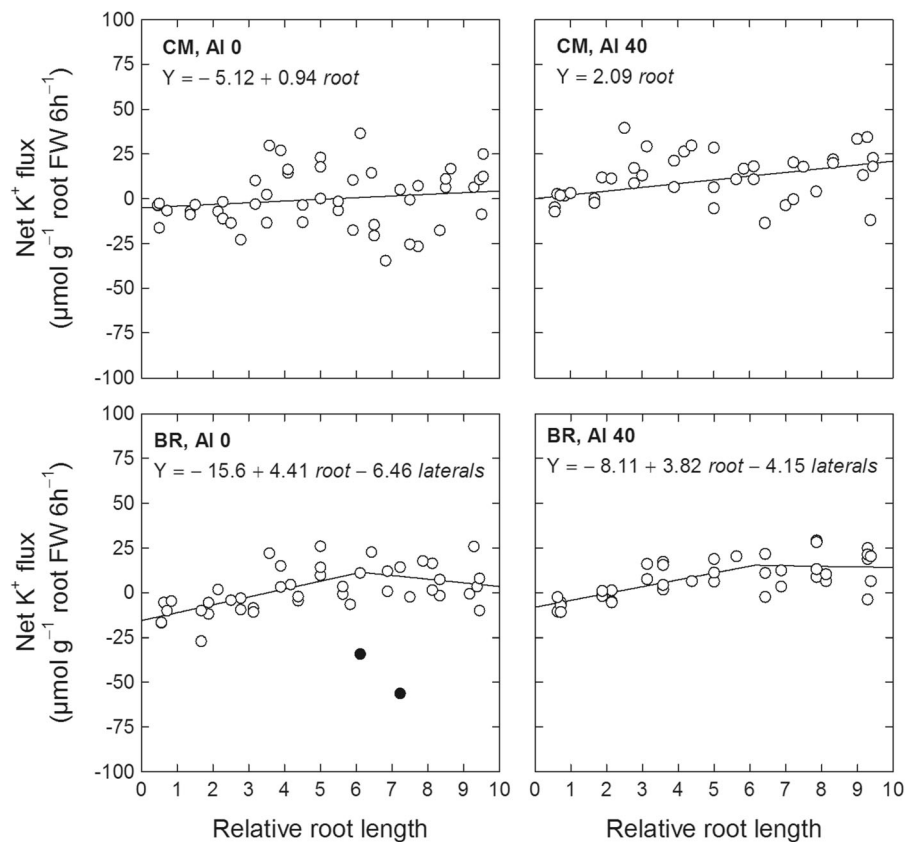 CM, Al 0
Y = − 5.12 + 0.94 root
CM, Al 40
Y = 2.09 root
Net K⁺ flux
(µmol g⁻¹ root FW 6h⁻¹)
100
75
50
25
0
-25
-50
-75
-100
BR, Al 0
Y = − 15.6 + 4.41 root − 6.46 laterals
BR, Al 40
Y = − 8.11 + 3.82 root − 4.15 laterals
Net K⁺ flux
(µmol g⁻¹ root FW 6h⁻¹)
100
75
50
25
0
-25
-50
-75
-100
0 1 2 3 4 5 6 7 8 9 10
0 1 2 3 4 5 6 7 8 9 10
Relative root length
Relative root length